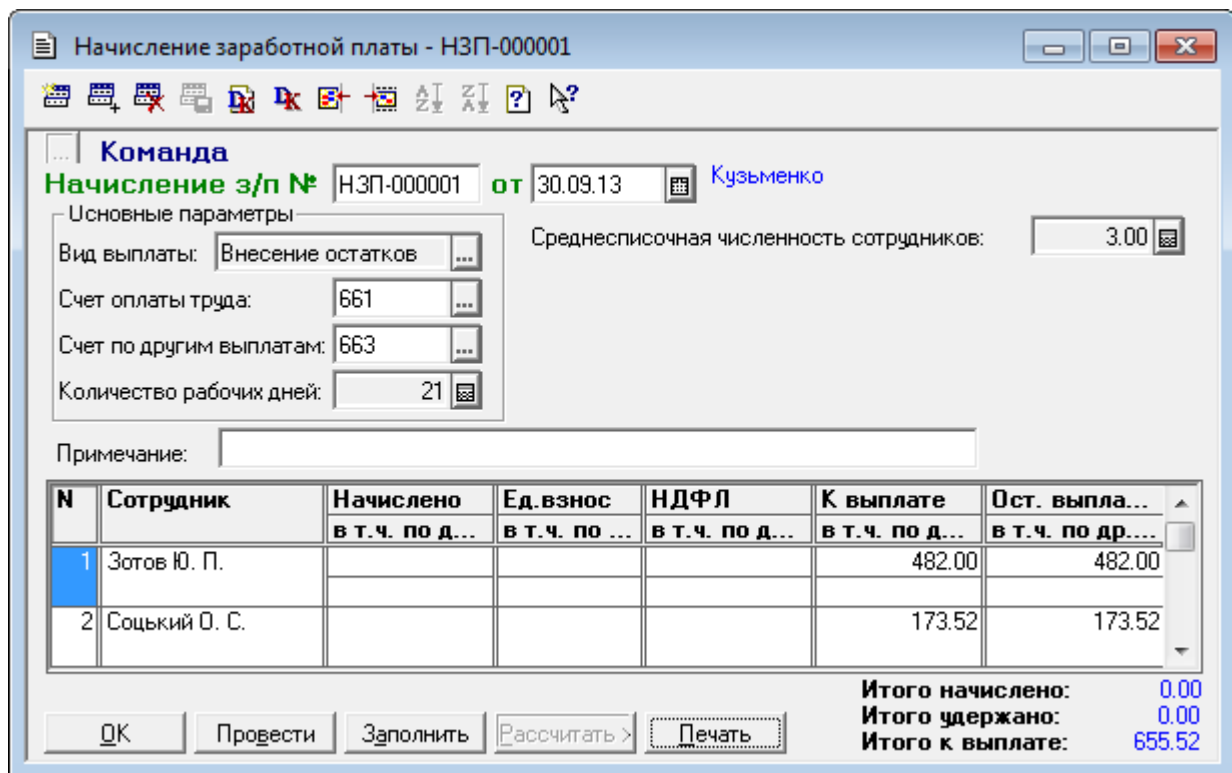 Начисление заработной платы - НЗП-000001
... Команда
Начисление з/п № НЗП-000001 от 30.09.13 Кузьменко
Основные параметры
Вид выплаты: Внесение остатков ... Среднесписочная численность сотрудников: 3.00
Счет оплаты труда: 661 ...
Счет по другим выплатам: 663 ...
Количество рабочих дней: 21
Примечание:
N Сотрудник Начислено Ед.взнос НДФЛ К выплате Ост. выпла...
в т.ч. по д... в т.ч. по ... в т.ч. по д... в т.ч. по д... в т.ч. по др....
1 Зотов Ю. П. 482.00 482.00
2 Соцький О. С. 173.52 173.52
Итого начислено: 0.00
Итого удержано: 0.00
Итого к выплате: 655.52
OK Провести Заполнить Рассчитать > Печать